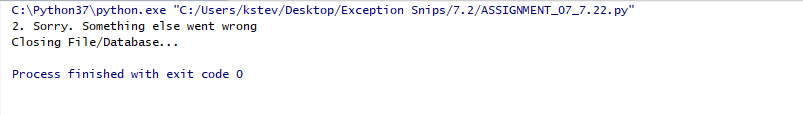 C:\Python37\python.exe "C:/Users/kstev/Desktop/Exception Snips/7.2/ASSIGNMENT_07_7.22.py"
2. Sorry. Something else went wrong
Closing File/Database...
Process finished with exit code 0